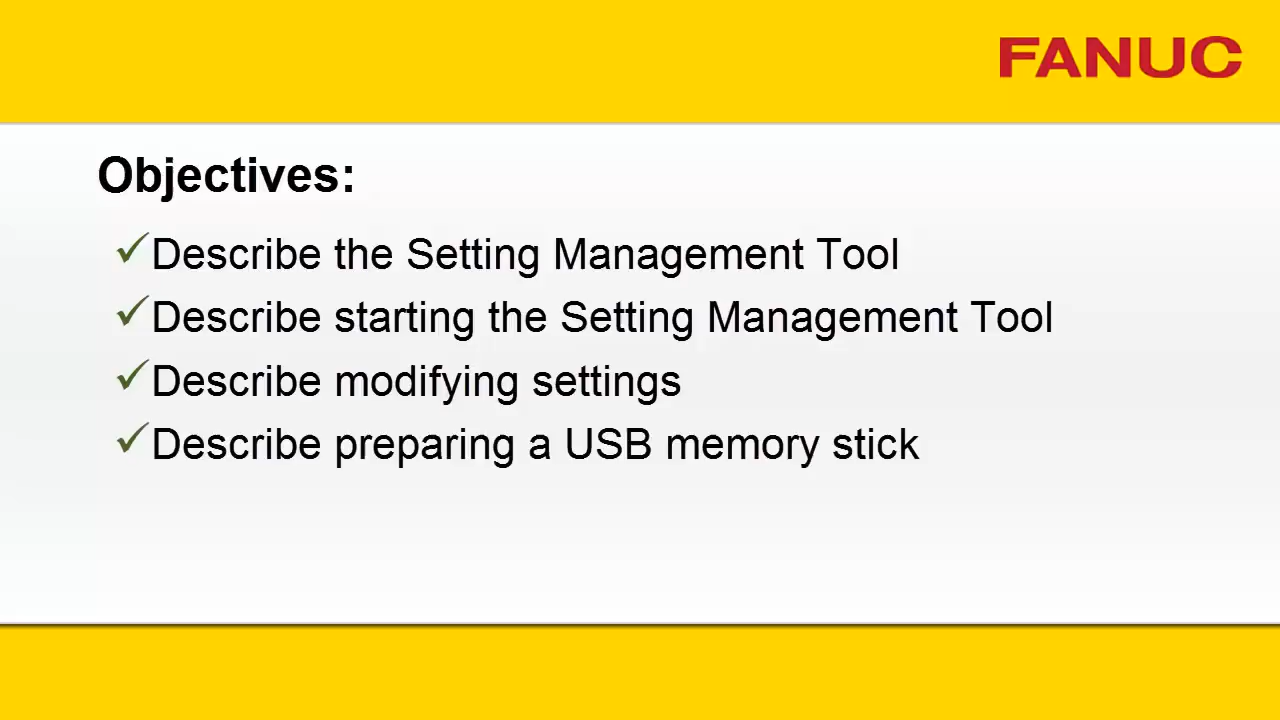 FANUC
Objectives:
✓Describe the Setting Management Tool
✓Describe starting the Setting Management Tool
✓Describe modifying settings
✓Describe preparing a USB memory stick